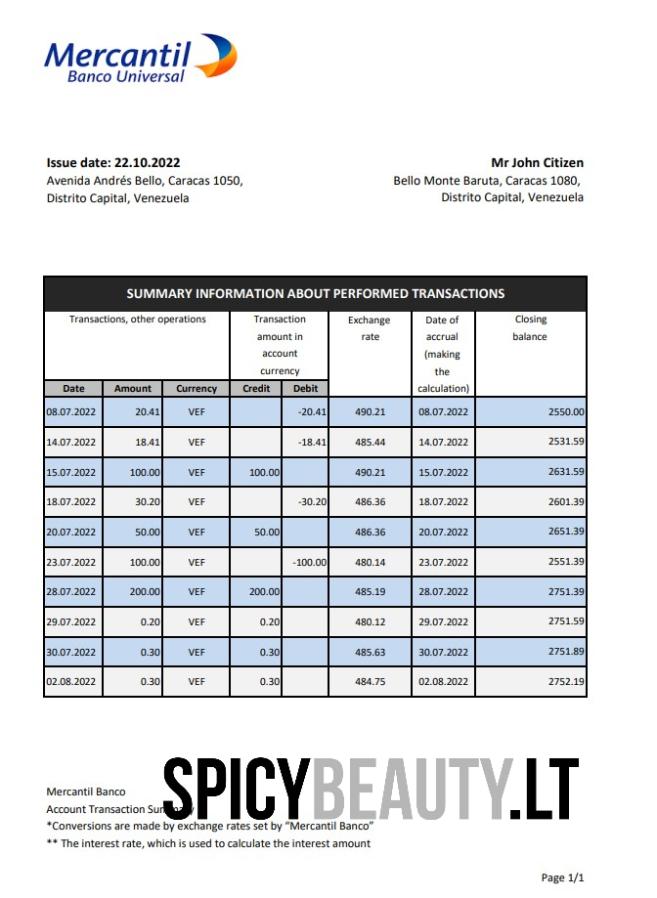 Mercantil
Banco Universal
Issue date: 22.10.2022
Avenida Andrés Bello, Caracas 1050,
Distrito Capital, Venezuela
Mr John Citizen
Bello Monte Baruta, Caracas 1080,
Distrito Capital, Venezuela
SUMMARY INFORMATION ABOUT PERFORMED TRANSACTIONS
Transactions, other operations
Transaction
amount in
account
currency
Exchange
rate
Date of
accrual
(making
the
calculation)
Closing
balance
Date Amount Currency Credit Debit
08.07.2022 20.41 VEF -20.41 490.21 08.07.2022 2550.00
14.07.2022 18.41 VEF -18.41 485.44 14.07.2022 2531.59
15.07.2022 100.00 VEF 100.00 490.21 15.07.2022 2631.59
18.07.2022 30.20 VEF -30.20 486.36 18.07.2022 2601.39
20.07.2022 50.00 VEF 50.00 486.36 20.07.2022 2651.39
23.07.2022 100.00 VEF -100.00 480.14 23.07.2022 2551.39
28.07.2022 200.00 VEF 200.00 485.19 28.07.2022 2751.39
29.07.2022 0.20 VEF 0.20 480.12 29.07.2022 2751.59
30.07.2022 0.30 VEF 0.30 485.63 30.07.2022 2751.89
02.08.2022 0.30 VEF 0.30 484.75 02.08.2022 2752.19
SPICYBEAUTY.LT
Mercantil Banco
Account Transaction
*Conversions are made by exchange rates set by “Mercantil Banco”
** The interest rate, which is used to calculate the interest amount
Page 1/1